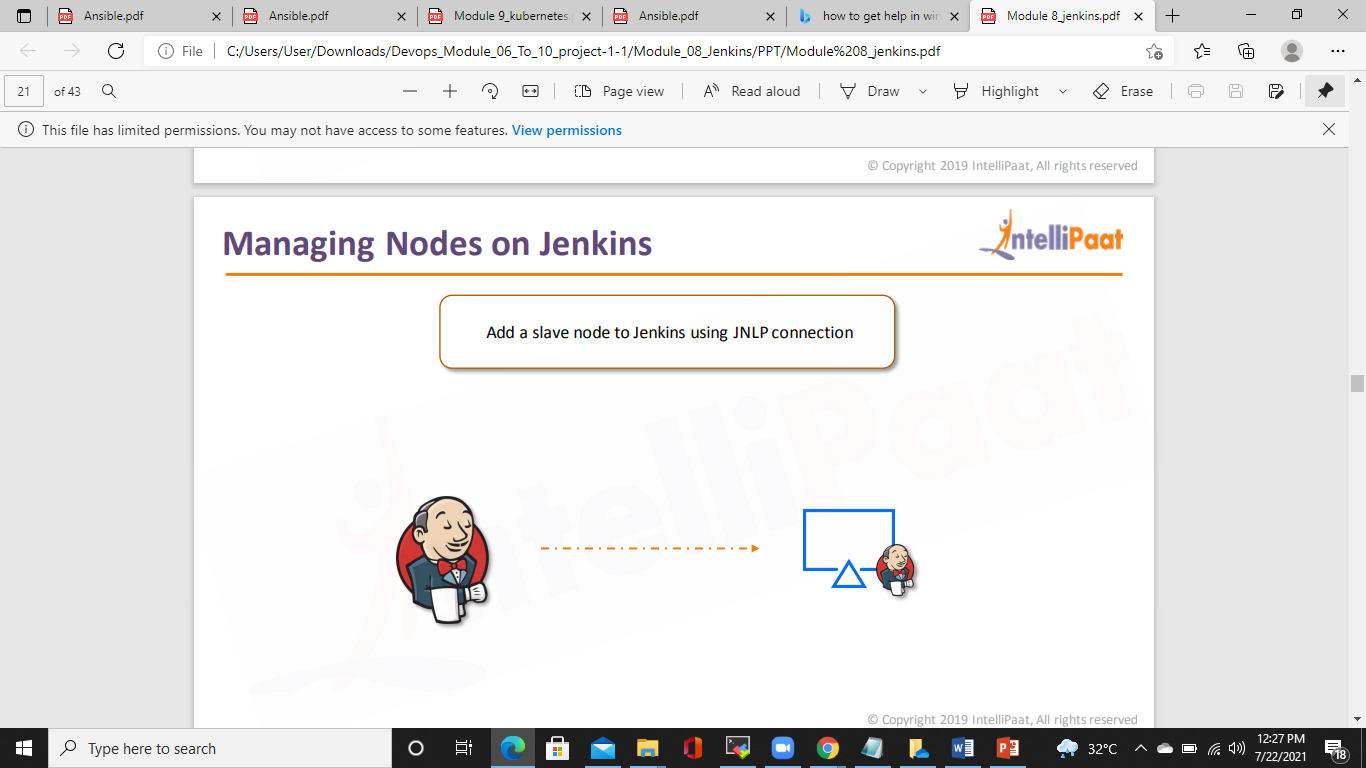 Ansible.pdf
Ansible.pdf
Module 9_kubernetes.
Ansible.pdf
how to get help in win
Module 8_jenkins.pdf
File
C:/Users/User/Downloads/Devops_Module_06_To_10_project-1-1/Module_08_Jenkins/PPT/Module%208_jenkins.pdf
21 of 43
Page view
Read aloud
Draw
Highlight
Erase
This file has limited permissions. You may not have access to some features. View permissions
© Copyright 2019 IntelliPaat, All rights reserved
Managing Nodes on Jenkins
IntelliPaat
Add a slave node to Jenkins using JNLP connection
IntelliPaat
© Copyright 2019 IntelliPaat, All rights reserved
Type here to search
32°C
12:27 PM
7/22/2021
18